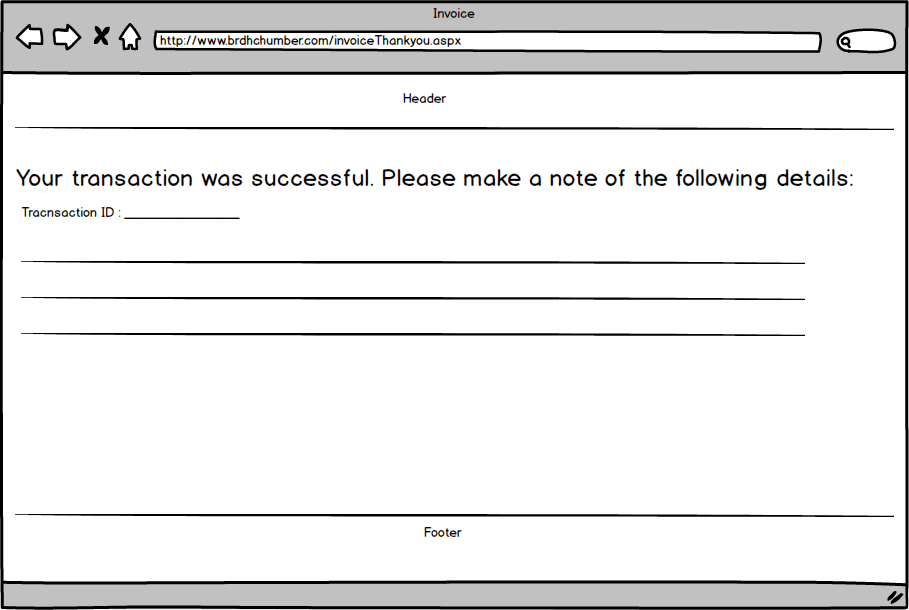 Invoice
http://www.brdhchumber.com/invoiceThankyou.aspx
Header
Your transaction was successful. Please make a note of the following details:
Tracnsaction ID : ________________
Footer